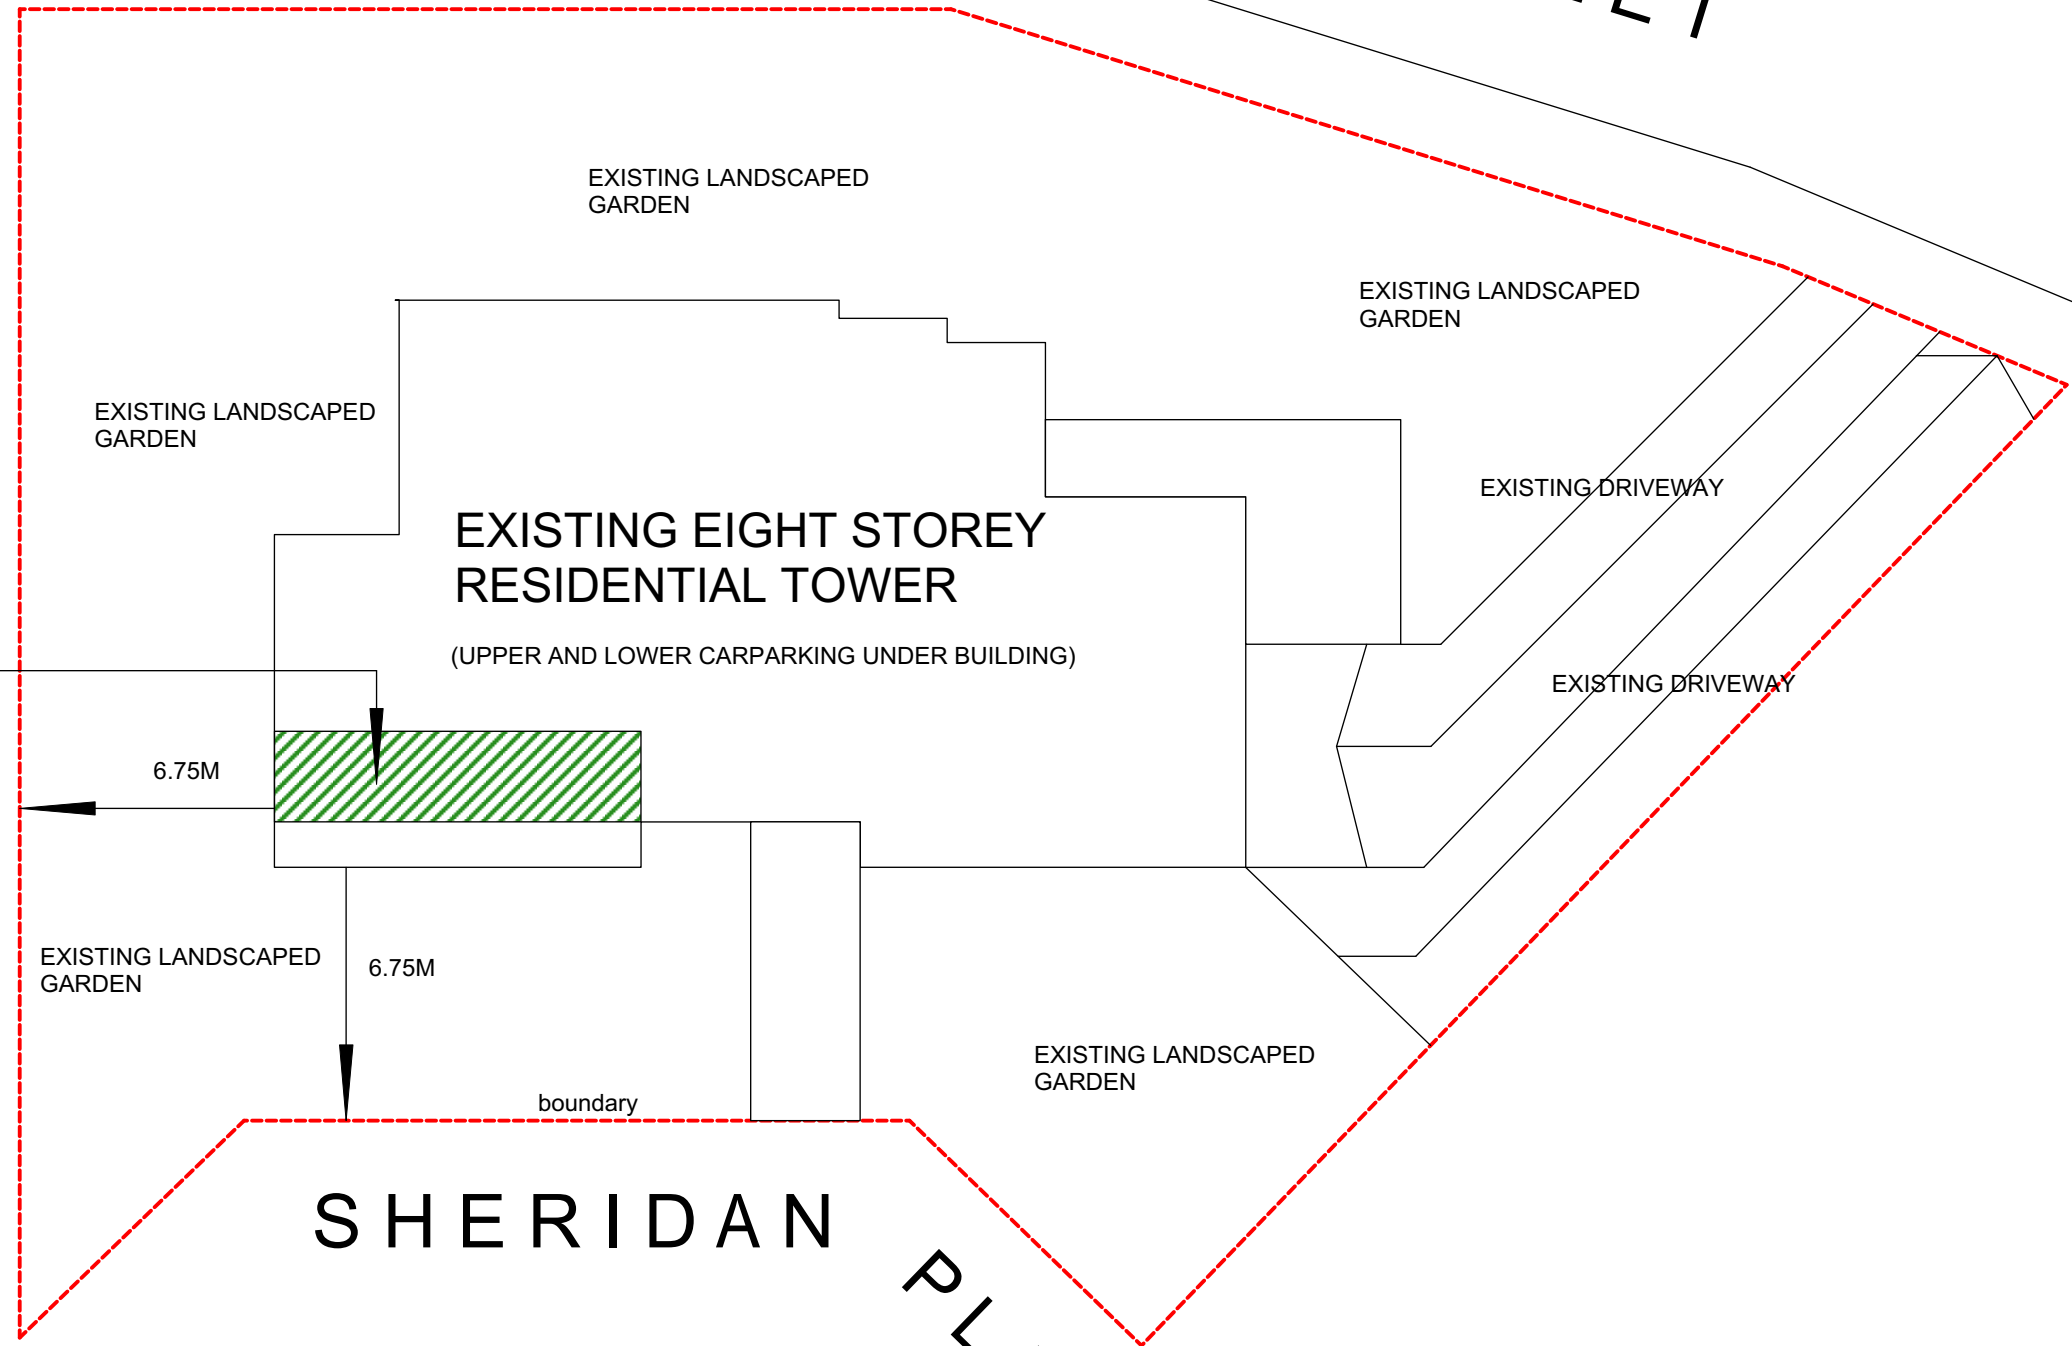 EXISTING LANDSCAPED
GARDEN
EXISTING LANDSCAPED
GARDEN
EXISTING LANDSCAPED
GARDEN
EXISTING DRIVEWAY
EXISTING EIGHT STOREY
RESIDENTIAL TOWER
(UPPER AND LOWER CARPARKING UNDER BUILDING)
EXISTING DRIVEWAY
6.75M
EXISTING LANDSCAPED
GARDEN
6.75M
EXISTING LANDSCAPED
GARDEN
boundary
SHERIDAN